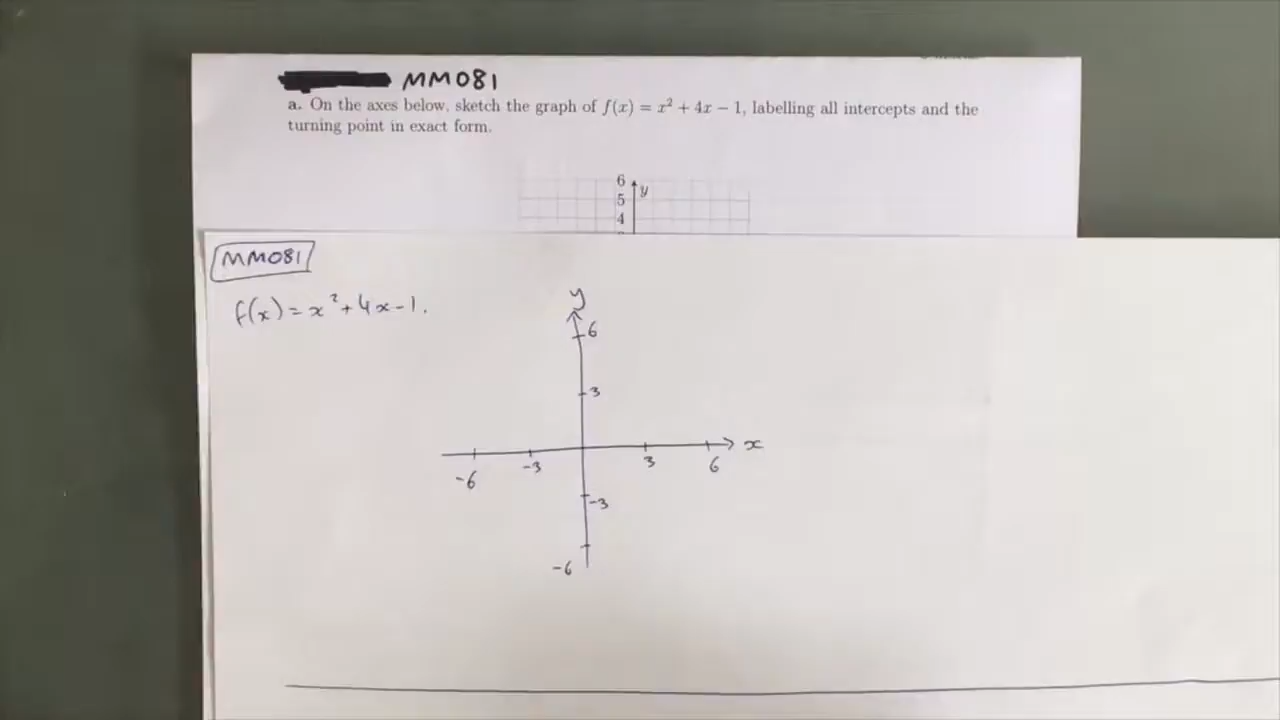 MM081
a. On the axes below, sketch the graph of f(x) = x² + 4x − 1, labelling all intercepts and the
turning point in exact form.
6
y
5
4
MM081
f(x) = x² + 4x - 1.
y
6
3
x
-6
-3
3
6
-3
-6